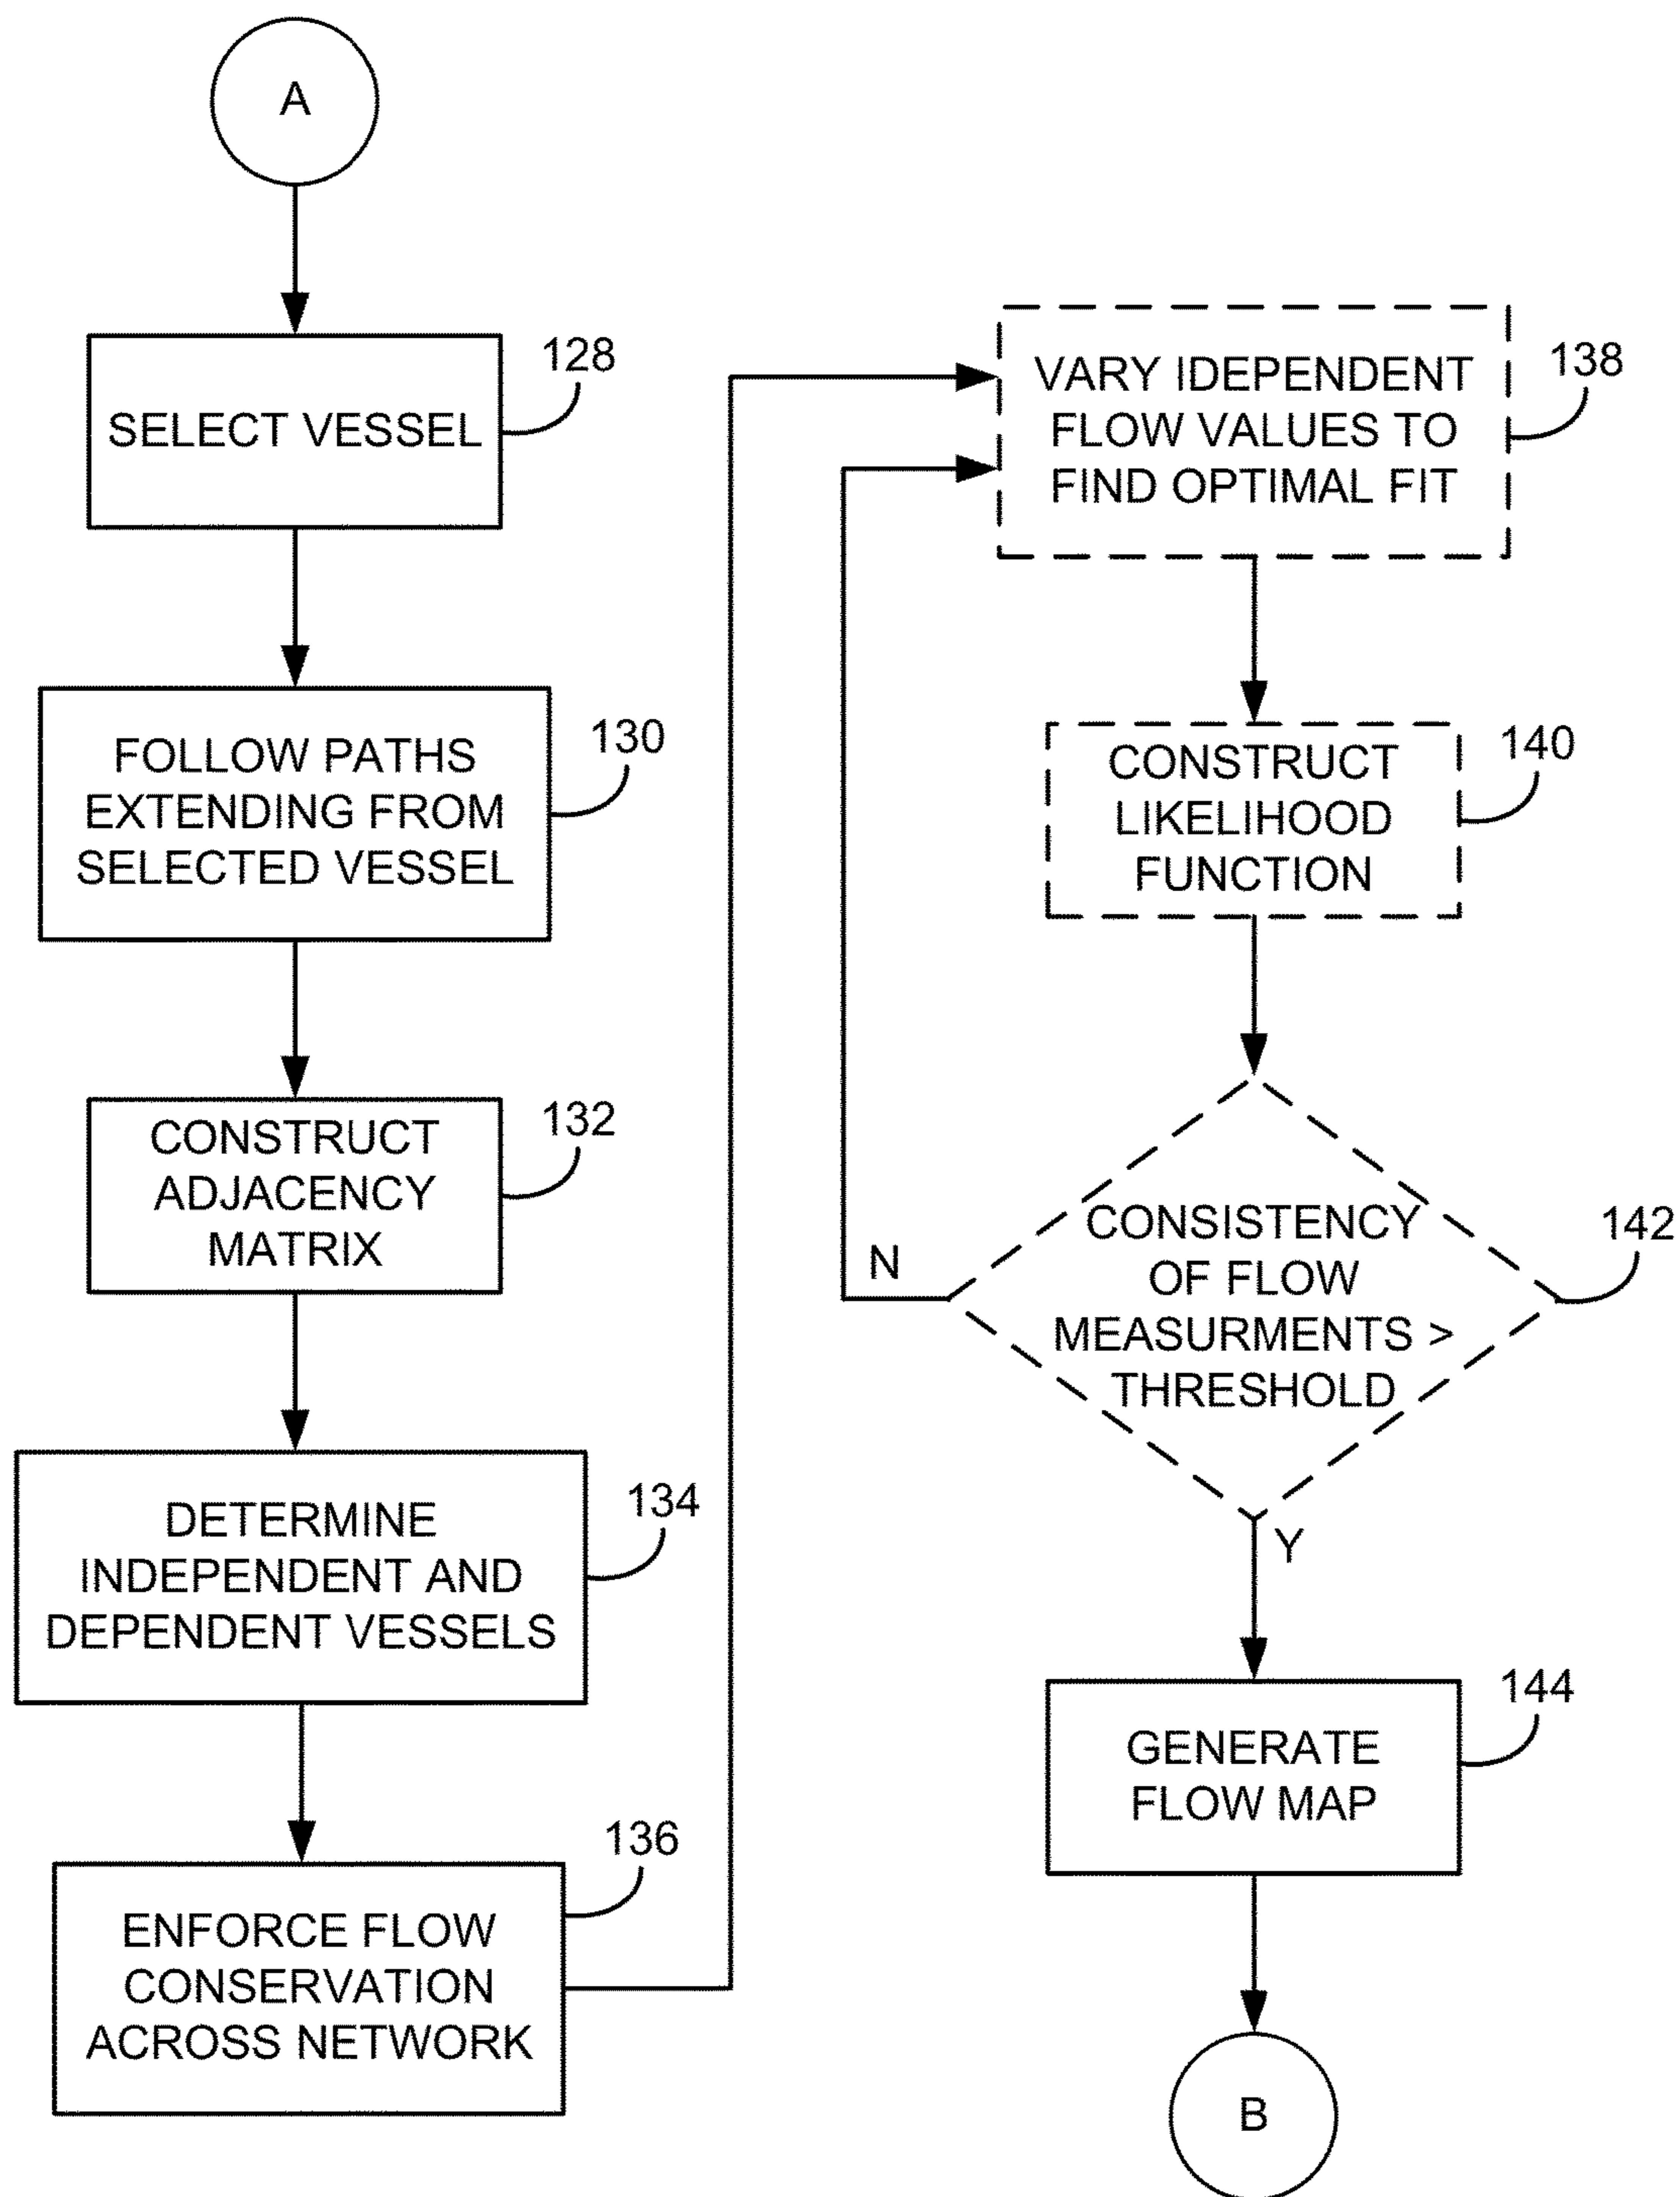 A
SELECT VESSEL
128
FOLLOW PATHS
EXTENDING FROM
SELECTED VESSEL
130
CONSTRUCT
ADJACENCY
MATRIX
132
DETERMINE
INDEPENDENT AND
DEPENDENT VESSELS
134
ENFORCE FLOW
CONSERVATION
ACROSS NETWORK
136
VARY IDEPENDENT
FLOW VALUES TO
FIND OPTIMAL FIT
138
CONSTRUCT
LIKELIHOOD
FUNCTION
140
CONSISTENCY
OF FLOW
MEASURMENTS >
THRESHOLD
142
N
Y
GENERATE
FLOW MAP
144
B